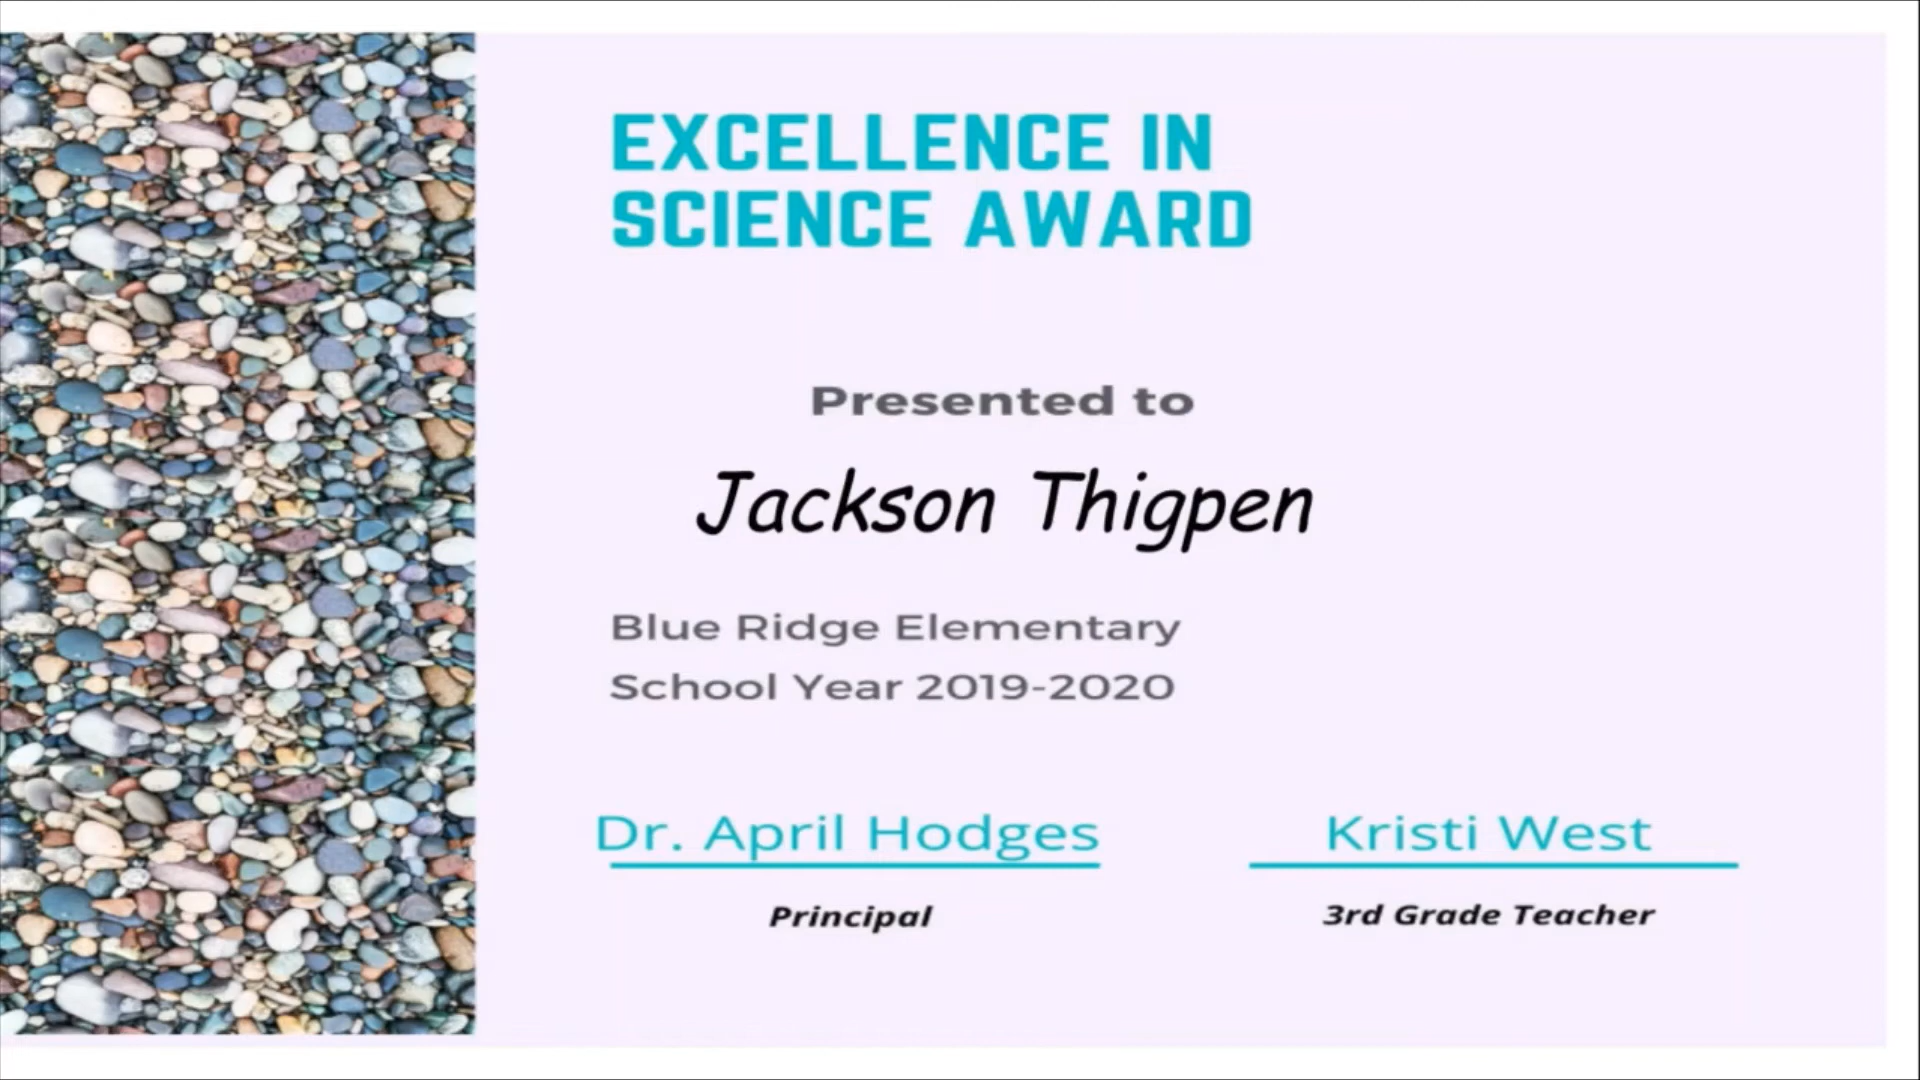 EXCELLENCE IN
SCIENCE AWARD
Presented to
Jackson Thigpen
Blue Ridge Elementary
School Year 2019-2020
Dr. April Hodges
Principal
Kristi West
3rd Grade Teacher